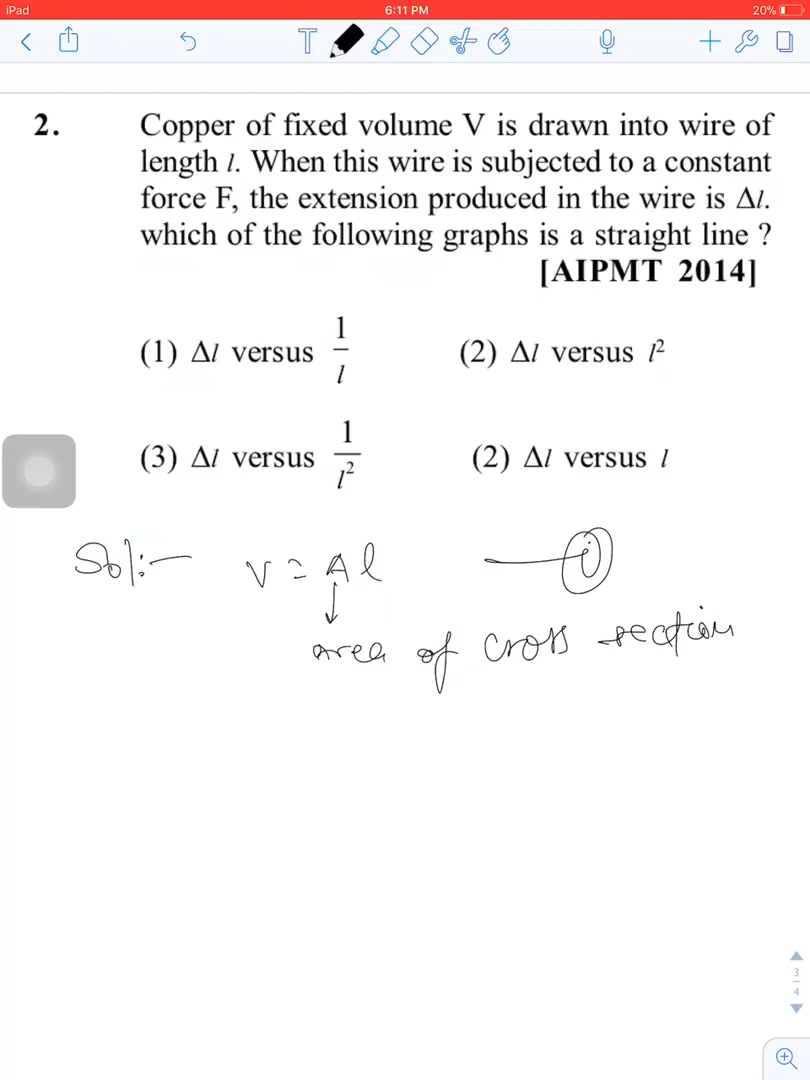 iPad 6:11 PM 20%
T
2. Copper of fixed volume V is drawn into wire of
length l. When this wire is subjected to a constant
force F, the extension produced in the wire is Δl.
which of the following graphs is a straight line ?
[AIPMT 2014]
(1) Δl versus 1/l (2) Δl versus l²
(3) Δl versus 1/l² (2) Δl versus l
Sol:- V = Al — (i)
area of cross section
3
4